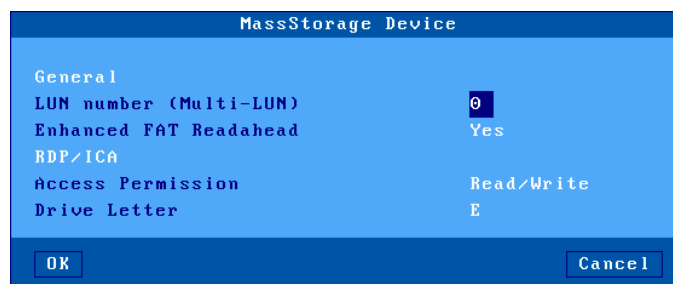 MassStorage Device
General
LUN number (Multi-LUN) 0
Enhanced FAT Readahead Yes
RDP/ICA
Access Permission Read/Write
Drive Letter E
OK Cancel